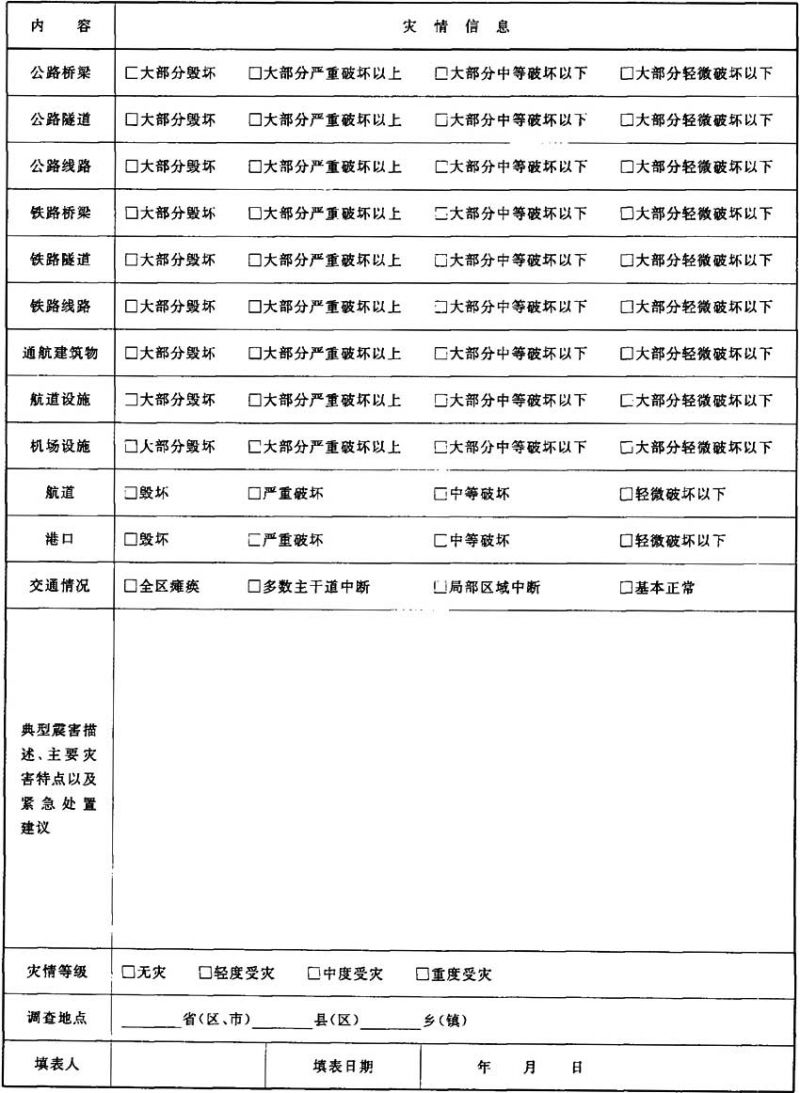 内 容 灾 情 信 息
公路桥梁 □大部分毁坏 □大部分严重破坏以上 □大部分中等破坏以下 □大部分轻微破坏以下
公路隧道 □大部分毁坏 □大部分严重破坏以上 □大部分中等破坏以下 □大部分轻微破坏以下
公路线路 □大部分毁坏 □大部分严重破坏以上 □大部分中等破坏以下 □大部分轻微破坏以下
铁路桥梁 □大部分毁坏 □大部分严重破坏以上 □大部分中等破坏以下 □大部分轻微破坏以下
铁路隧道 □大部分毁坏 □大部分严重破坏以上 □大部分中等破坏以下 □大部分轻微破坏以下
铁路线路 □大部分毁坏 □大部分严重破坏以上 □大部分中等破坏以下 □大部分轻微破坏以下
通航建筑物 □大部分毁坏 □大部分严重破坏以上 □大部分中等破坏以下 □大部分轻微破坏以下
航道设施 □大部分毁坏 □大部分严重破坏以上 □大部分中等破坏以下 □大部分轻微破坏以下
机场设施 □大部分毁坏 □大部分严重破坏以上 □大部分中等破坏以下 □大部分轻微破坏以下
航道 □毁坏 □严重破坏 □中等破坏 □轻微破坏以下
港口 □毁坏 □严重破坏 □中等破坏 □轻微破坏以下
交通情况 □全区瘫痪 □多数主干道中断 □局部区域中断 □基本正常
典型震害描
述、主要灾
害特点以及
紧急处置
建议
灾情等级 □无灾 □轻度受灾 □中度受灾 □重度受灾
调查地点 ______省(区、市)______县(区)______乡(镇)
填表人 填表日期 年 月 日